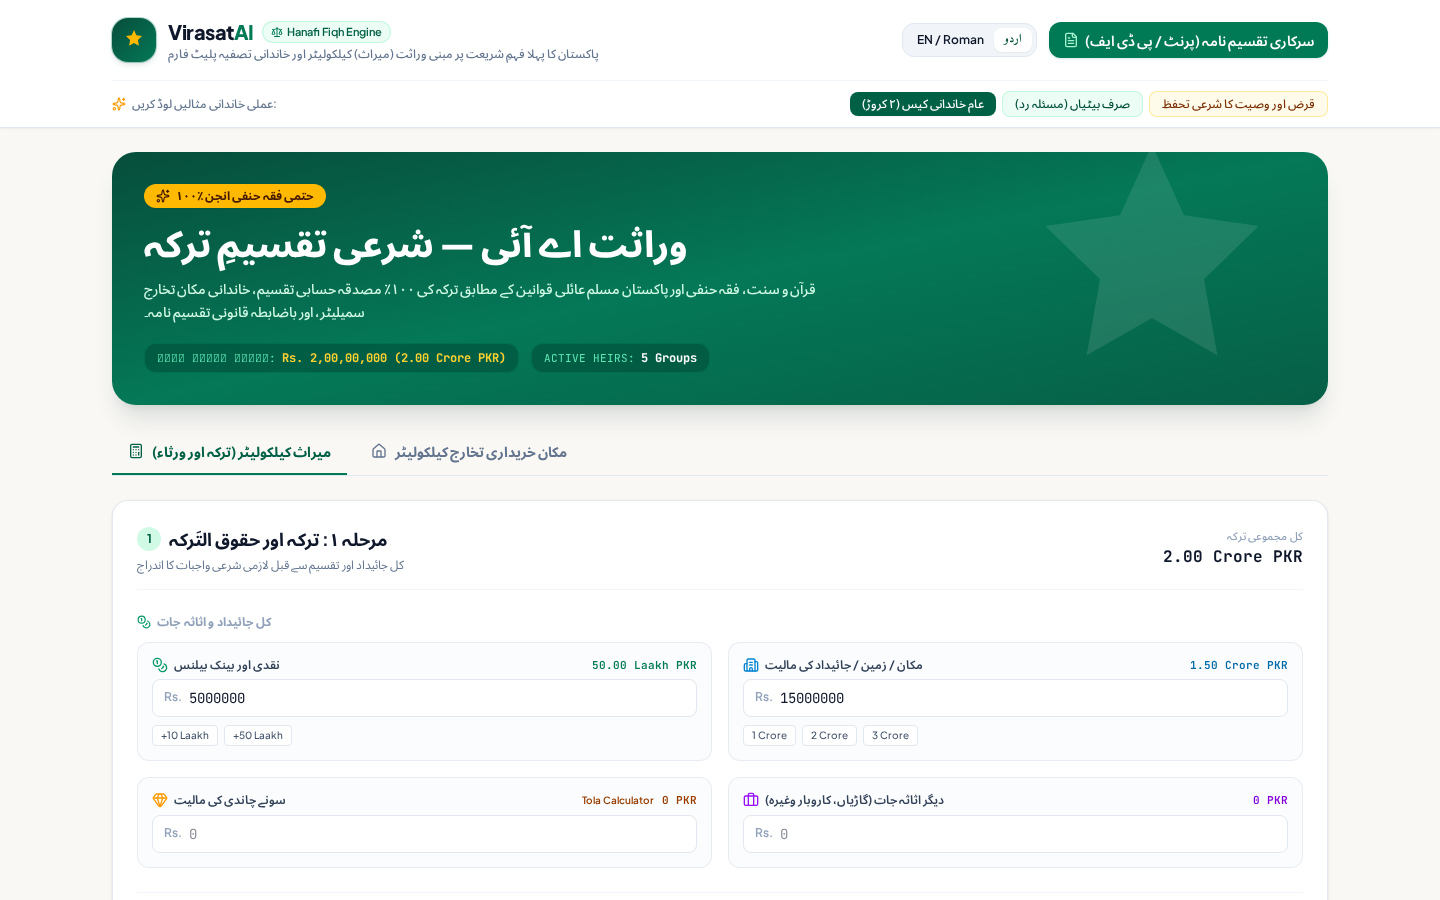 VirasatAI
Hanafi Fiqh Engine
پاکستان کا پہلا فہمِ شریعت پر مبنی وراثت (میراث) کیلکولیٹر اور خاندانی تصفیہ پلیٹ فارم
EN / Roman
اردو
سرکاری تقسیم نامہ (پرنٹ / پی ڈی ایف)
عملی خاندانی مثالیں لوڈ کریں:
عام خاندانی کیس (۲ کروڑ)
صرف بیٹیاں (مسئلہ رد)
قرض اور وصیت کا شرعی تحفظ
۱۰۰٪ حتمی فقہ حنفی انجن
وراثت اے آئی — شرعی تقسیمِ ترکہ
قرآن و سنت، فقہ حنفی اور پاکستان مسلم عائلی قوانین کے مطابق ترکہ کی ۱۰۰٪ مصدقہ حسابی تقسیم، خاندانی مکان تخارج
سمیلیٹر، اور باضابطہ قانونی تقسیم نامہ۔
Rs. 2,00,00,000 (2.00 Crore PKR)
ACTIVE HEIRS: 5 Groups
میراث کیلکولیٹر (ترکہ اور ورثاء)
مکان خریداری تخارج کیلکولیٹر
1
مرحلہ ۱: ترکہ اور حقوق التَرکہ
کل جائیداد اور تقسیم سے قبل لازمی شرعی واجبات کا اندراج
کل مجموعی ترکہ
2.00 Crore PKR
کل جائیداد و اثاثہ جات
نقدی اور بینک بیلنس
50.00 Laakh PKR
Rs. 5000000
+10 Laakh
+50 Laakh
مکان / زمین / جائیداد کی مالیت
1.50 Crore PKR
Rs. 15000000
1 Crore
2 Crore
3 Crore
سونے چاندی کی مالیت
Tola Calculator
0 PKR
Rs. 0
دیگر اثاثہ جات (گاڑیاں، کاروبار وغیرہ)
0 PKR
Rs. 0